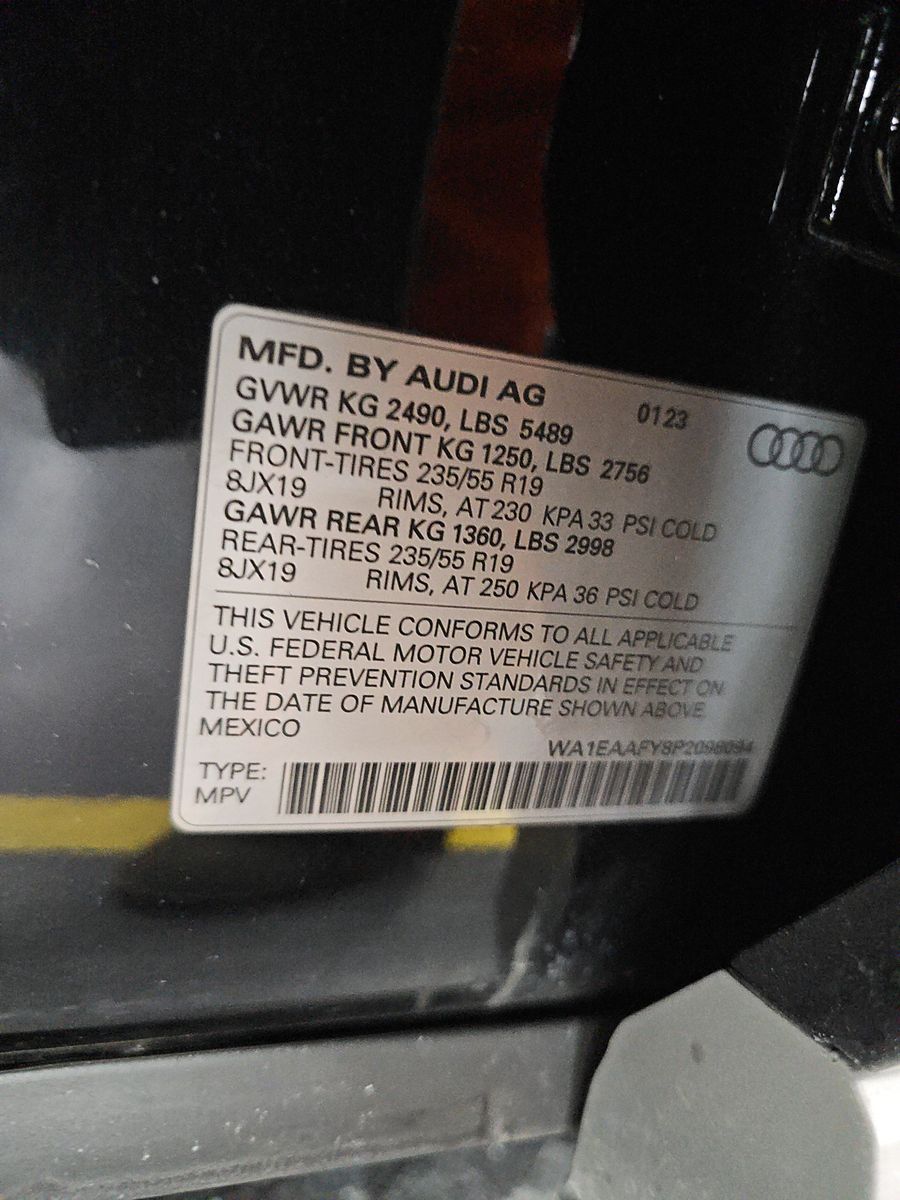 MFD. BY AUDI AG 0123
GVWR KG 2490, LBS 5489
GAWR FRONT KG 1250, LBS 2756
FRONT-TIRES 235/55 R19
8JX19 RIMS, AT 230 KPA 33 PSI COLD
GAWR REAR KG 1360, LBS 2998
REAR-TIRES 235/55 R19
8JX19 RIMS, AT 250 KPA 36 PSI COLD
THIS VEHICLE CONFORMS TO ALL APPLICABLE
U.S. FEDERAL MOTOR VEHICLE SAFETY AND
THEFT PREVENTION STANDARDS IN EFFECT ON
THE DATE OF MANUFACTURE SHOWN ABOVE.
MEXICO
TYPE:
MPV